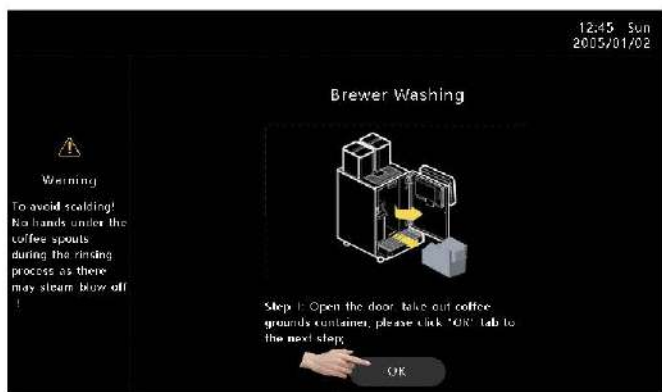 12:45 Sun
2005/01/02
Brewer Washing
Warning
To avoid scalding!
No hands under the
coffee spouts
during the rinsing
process as there
may steam blow off
!
Step 1: Open the door, take out coffee
grounds container, please click "OK" tab to
the next step;
OK